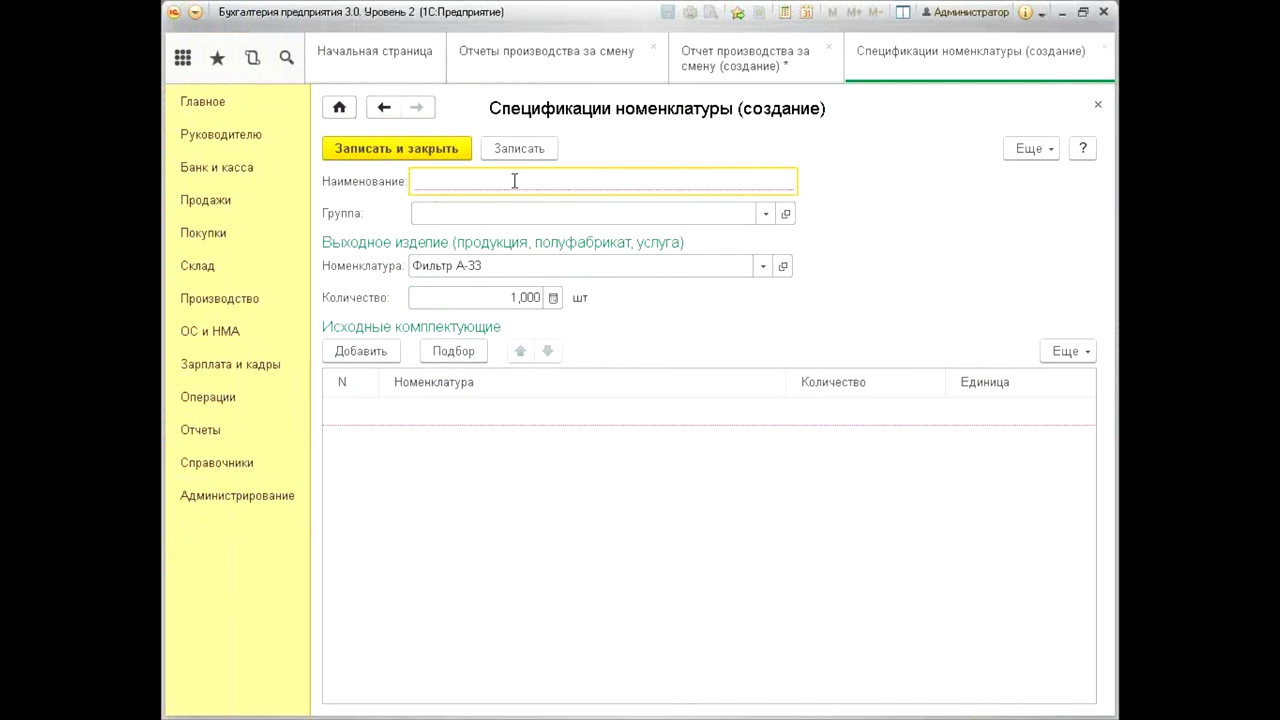 Бухгалтерия предприятия 3.0. Уровень 2 (1С:Предприятие)
M M+ M- Администратор
Начальная страница
Отчеты производства за смену
Отчет производства за смену (создание) *
Спецификации номенклатуры (создание)
Главное
Руководителю
Банк и касса
Продажи
Покупки
Склад
Производство
ОС и НМА
Зарплата и кадры
Операции
Отчеты
Справочники
Администрирование
Спецификации номенклатуры (создание)
Записать и закрыть Записать Еще ?
Наименование:
Группа:
Выходное изделие (продукция, полуфабрикат, услуга)
Номенклатура: Фильтр А-33
Количество: 1,000 шт
Исходные комплектующие
Добавить Подбор Еще
N Номенклатура Количество Единица